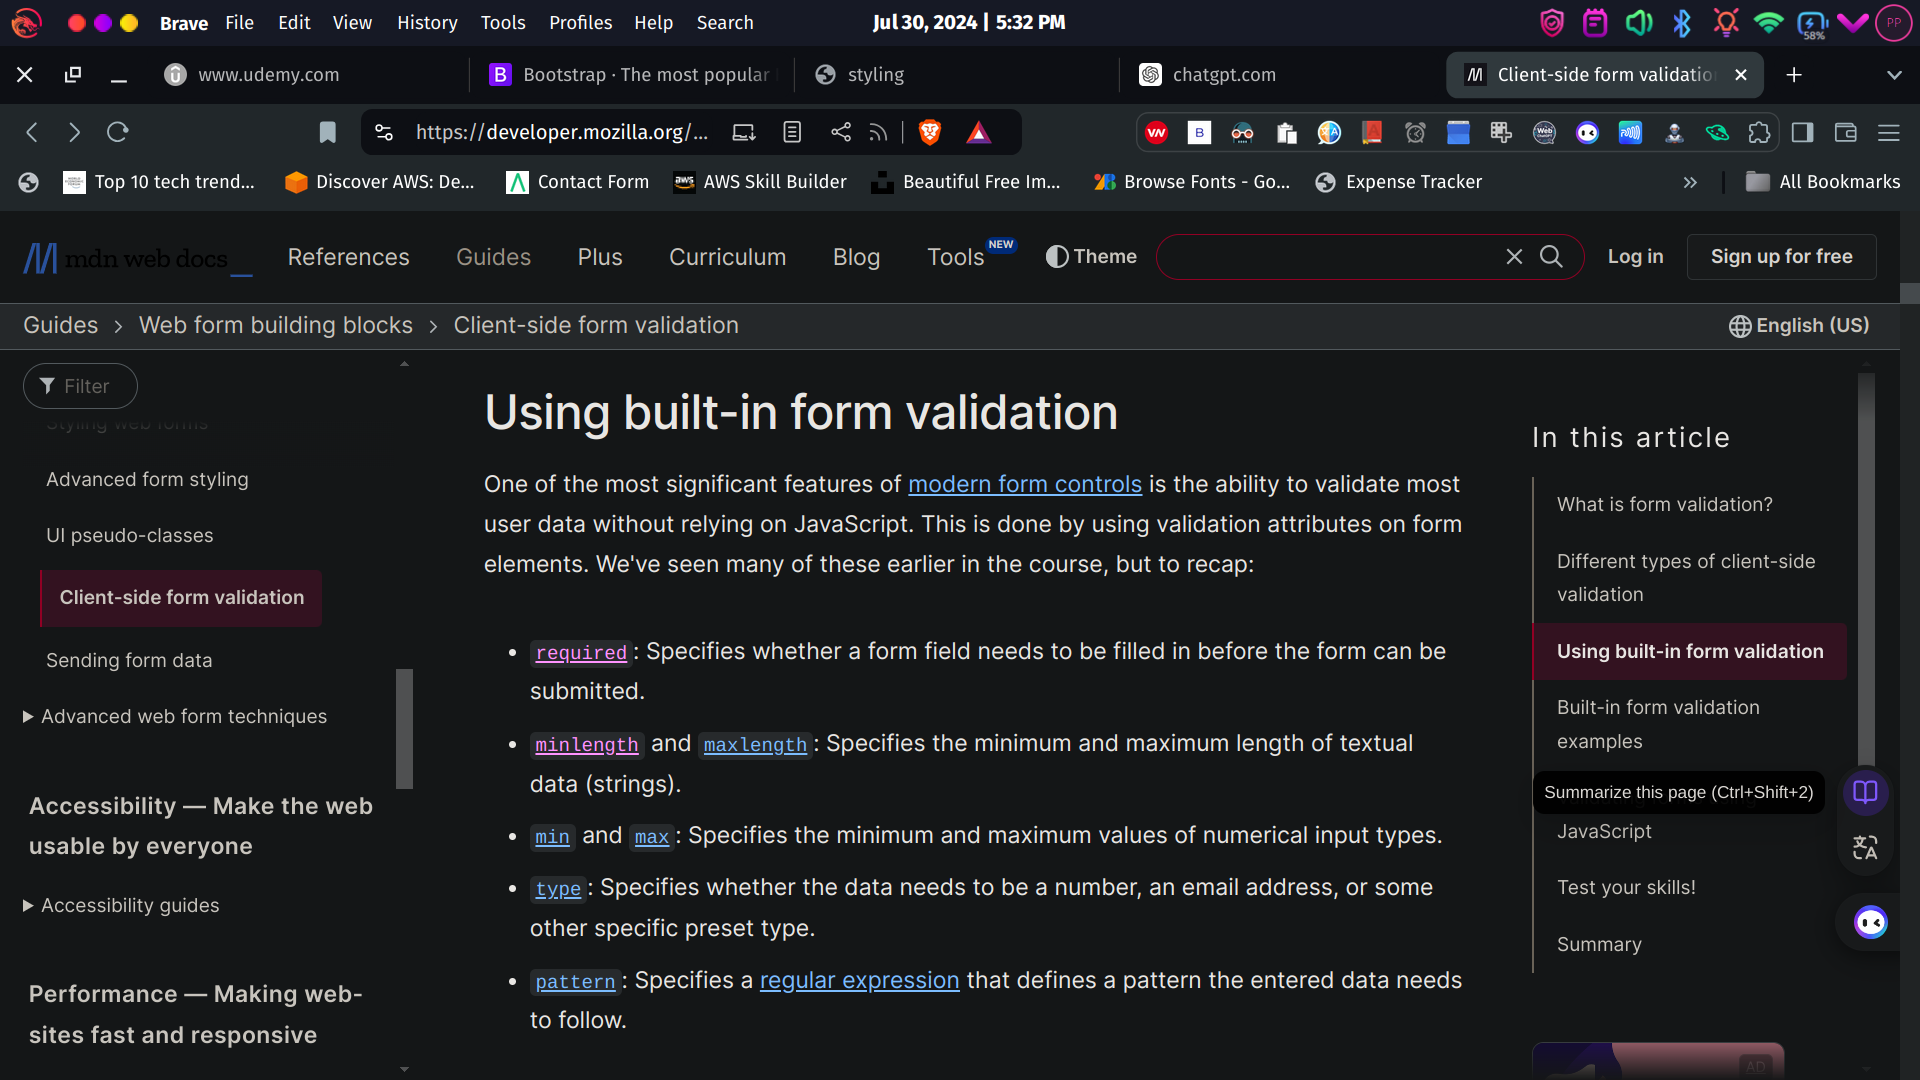 Brave File Edit View History Tools Profiles Help Search
Jul 30, 2024 | 5:32 PM
58%
PP
www.udemy.com
Bootstrap · The most popular
styling
chatgpt.com
Client-side form validatio
https://developer.mozilla.org/...
Top 10 tech trend...
Discover AWS: De...
Contact Form
AWS Skill Builder
Beautiful Free Im...
Browse Fonts - Go...
Expense Tracker
All Bookmarks
mdn web docs_
References
Guides
Plus
Curriculum
Blog
Tools NEW
Theme
Log in
Sign up for free
Guides > Web form building blocks > Client-side form validation
English (US)
Filter
Styling web forms
Advanced form styling
UI pseudo-classes
Client-side form validation
Sending form data
Advanced web form techniques
Accessibility — Make the web
usable by everyone
Accessibility guides
Performance — Making web-
sites fast and responsive
Using built-in form validation
One of the most significant features of modern form controls is the ability to validate most
user data without relying on JavaScript. This is done by using validation attributes on form
elements. We've seen many of these earlier in the course, but to recap:
• required: Specifies whether a form field needs to be filled in before the form can be
submitted.
• minlength and maxlength: Specifies the minimum and maximum length of textual
data (strings).
• min and max: Specifies the minimum and maximum values of numerical input types.
• type: Specifies whether the data needs to be a number, an email address, or some
other specific preset type.
• pattern: Specifies a regular expression that defines a pattern the entered data needs
to follow.
In this article
What is form validation?
Different types of client-side
validation
Using built-in form validation
Built-in form validation
examples
Summarize this page (Ctrl+Shift+2)
JavaScript
Test your skills!
Summary
AD